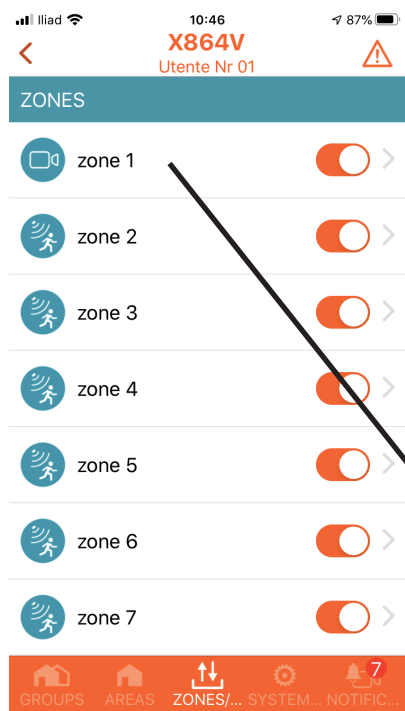 Iliad 10:46 87%
X864V
Utente Nr 01
ZONES
zone 1
zone 2
zone 3
zone 4
zone 5
zone 6
zone 7
7
GROUPS AREAS ZONES/... SYSTEM... NOTIFIC...